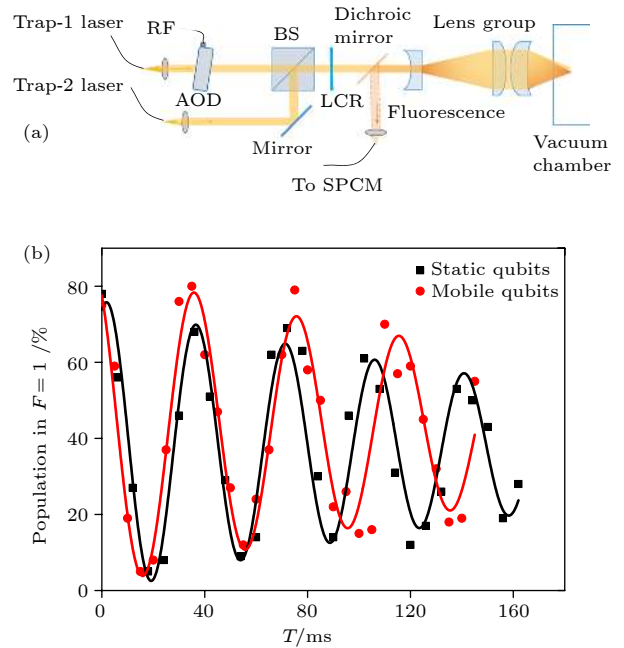 Trap-1 laser
RF
BS
Dichroic
mirror
Lens group
Trap-2 laser
AOD
LCR
Fluorescence
(a)
Mirror
Vacuum
chamber
To SPCM
(b)
Static qubits
Mobile qubits
Population in F = 1 /%
80
60
40
20
0
0 40 80 120 160
T/ms